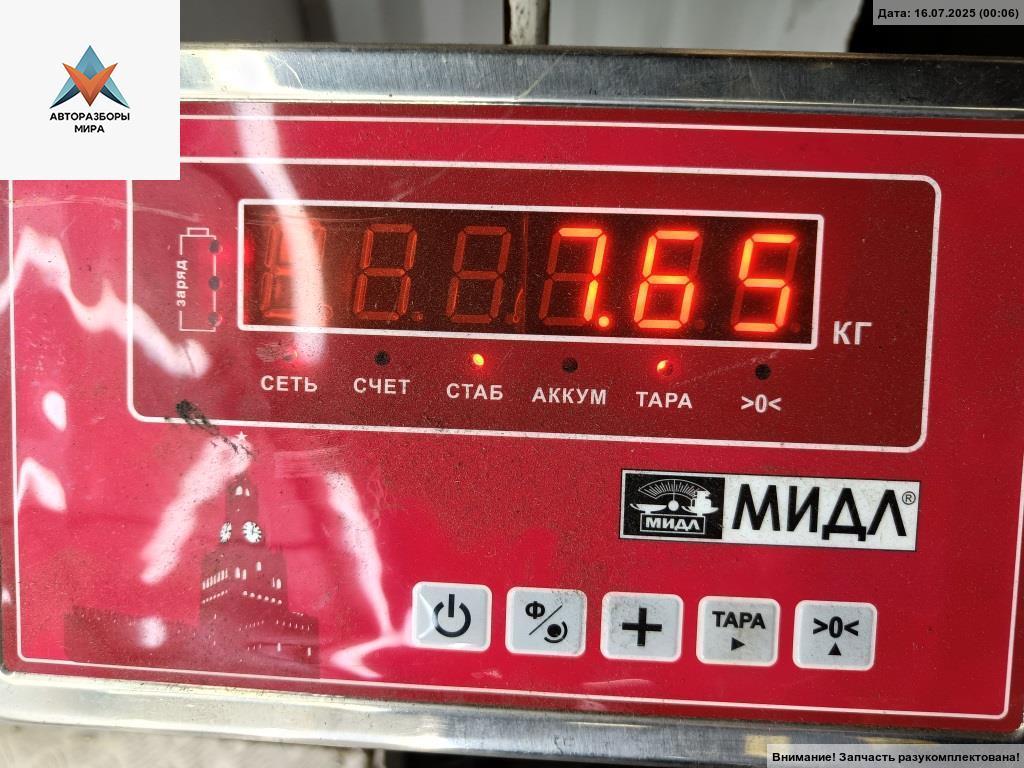 Дата: 16.07.2025 (00:06)
АВТОРАЗБОРЫ
МИРА
заряд
7.65
КГ
СЕТЬ СЧЕТ СТАБ АККУМ ТАРА >0<
МИДЛ МИДЛ®
Ф ТАРА >0<
Внимание! Запчасть разукомплектована!